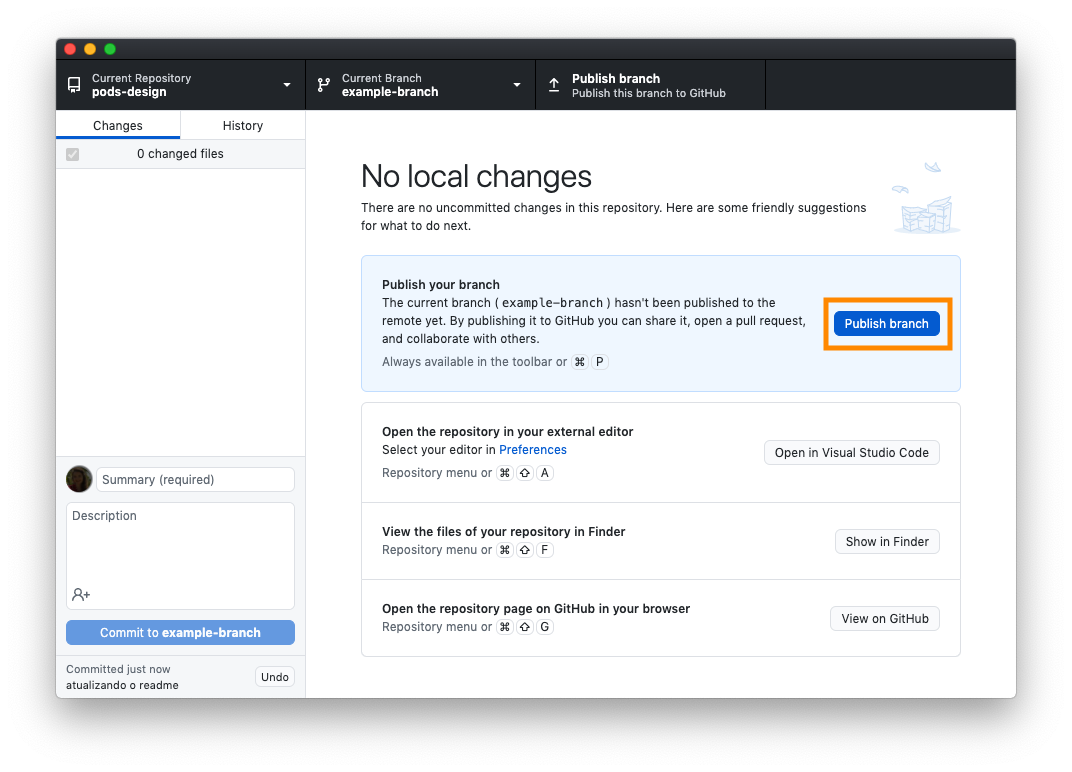 Current Repository
pods-design
Current Branch
example-branch
Publish branch
Publish this branch to GitHub
Changes
History
0 changed files
No local changes
There are no uncommitted changes in this repository. Here are some friendly suggestions
for what to do next.
Publish your branch
The current branch ( example-branch ) hasn't been published to the
remote yet. By publishing it to GitHub you can share it, open a pull request,
and collaborate with others.
Always available in the toolbar or ⌘ P
Publish branch
Open the repository in your external editor
Select your editor in Preferences
Repository menu or ⌘ ⇧ A
Open in Visual Studio Code
View the files of your repository in Finder
Repository menu or ⌘ ⇧ F
Show in Finder
Open the repository page on GitHub in your browser
Repository menu or ⌘ ⇧ G
View on GitHub
Summary (required)
Description
Commit to example-branch
Committed just now
atualizando o readme
Undo